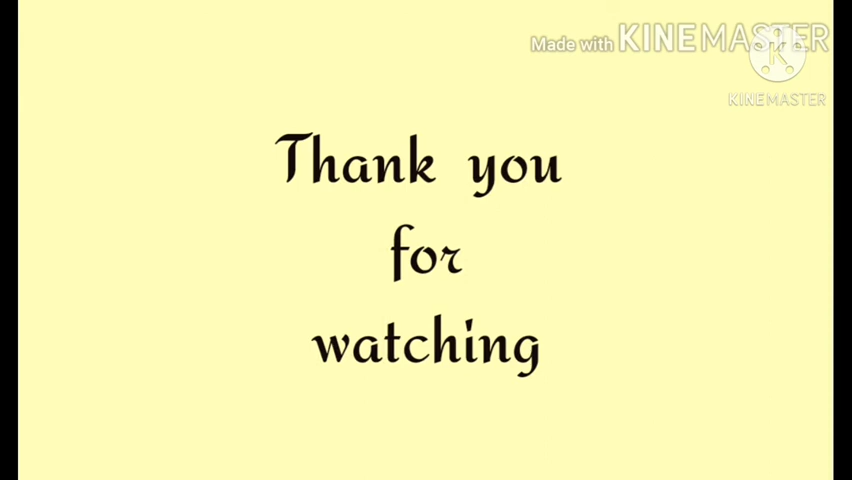 Made with KINEMASTER
K
KINEMASTER
Thank you
for
watching